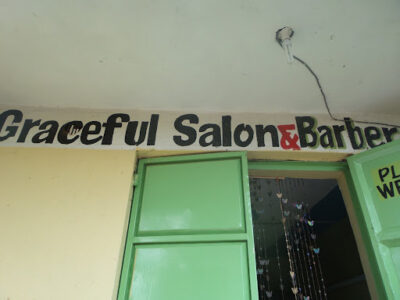 Graceful Salon & Barber